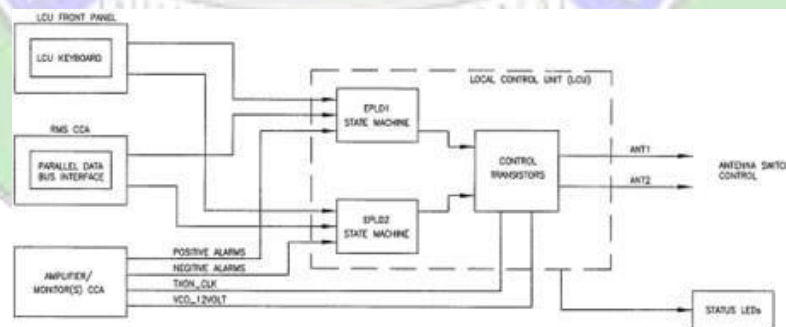 LCU FRONT PANEL
LCU KEYBOARD
RMS CCA
PARALLEL DATA
BUS INTERFACE
AMPLIFIER/
MONITOR(S) CCA
POSITIVE ALARMS
NEGITIVE ALARMS
TXON_CLK
VCO_12VOLT
LOCAL CONTROL UNIT (LCU)
EPLD1
STATE MACHINE
EPLD2
STATE MACHINE
CONTROL
TRANSISTORS
ANT1
ANT2
ANTENNA SWITCH
CONTROL
STATUS LEDs